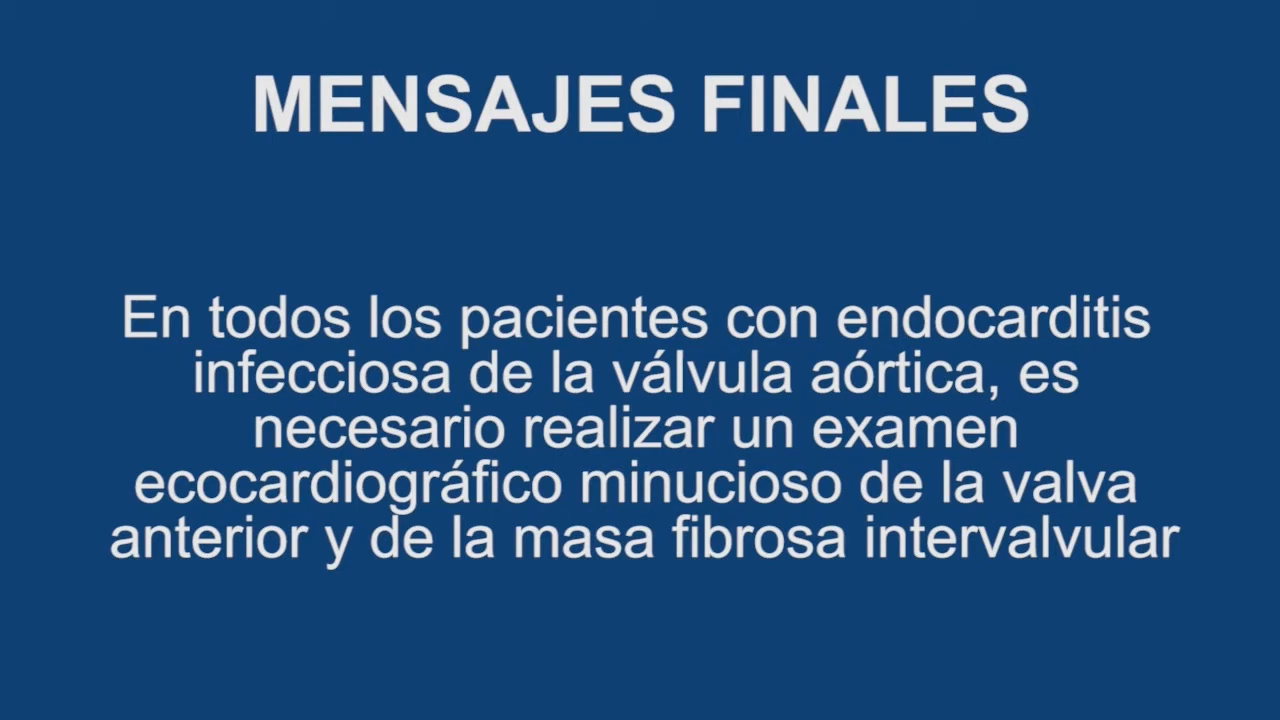 MENSAJES FINALES
En todos los pacientes con endocarditis
infecciosa de la válvula aórtica, es
necesario realizar un examen
ecocardiográfico minucioso de la valva
anterior y de la masa fibrosa intervalvular